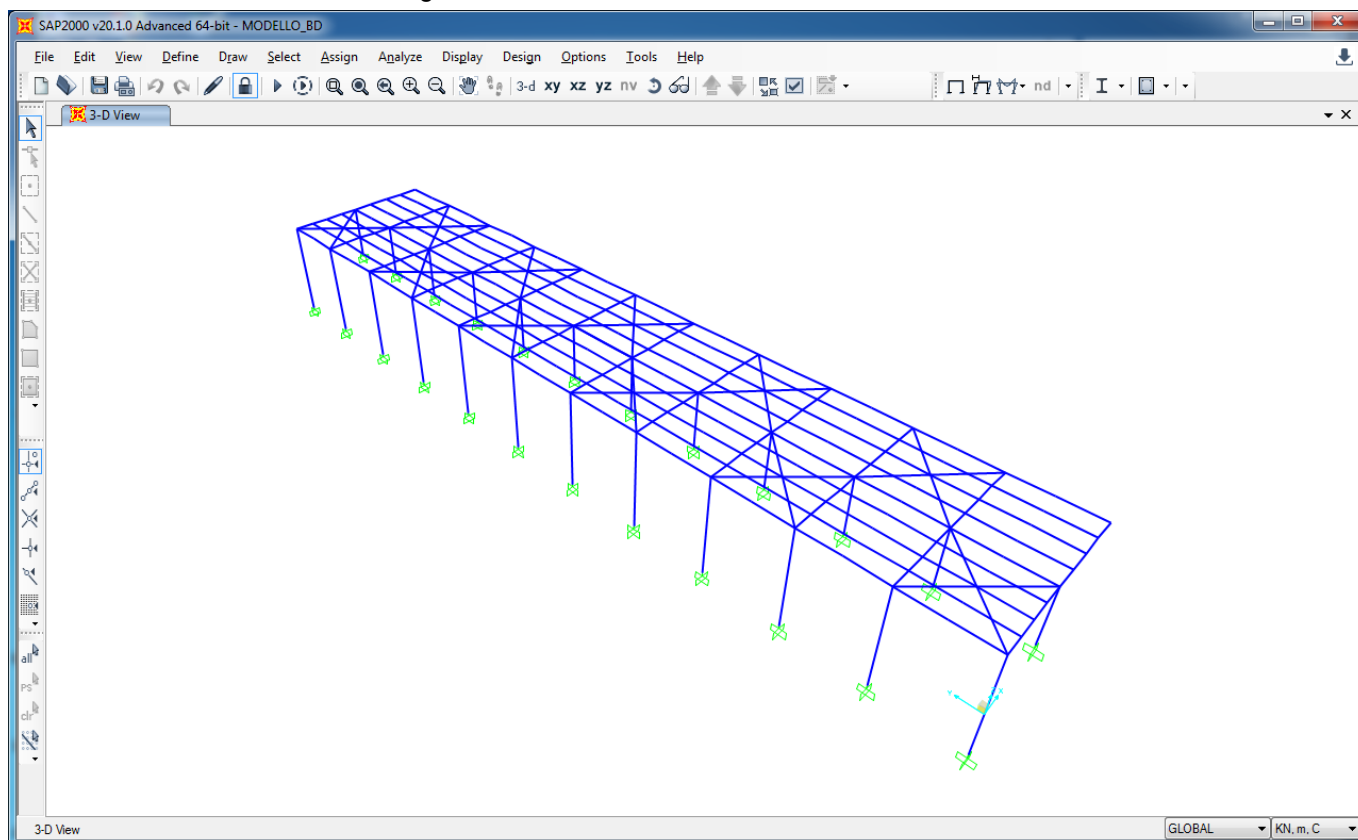 SAP2000 v20.1.0 Advanced 64-bit - MODELLO_BD
File Edit View Define Draw Select Assign Analyze Display Design Options Tools Help
3-d xy xz yz nv nd
3-D View
all
PS
clr
Y X
3-D View GLOBAL KN, m, C